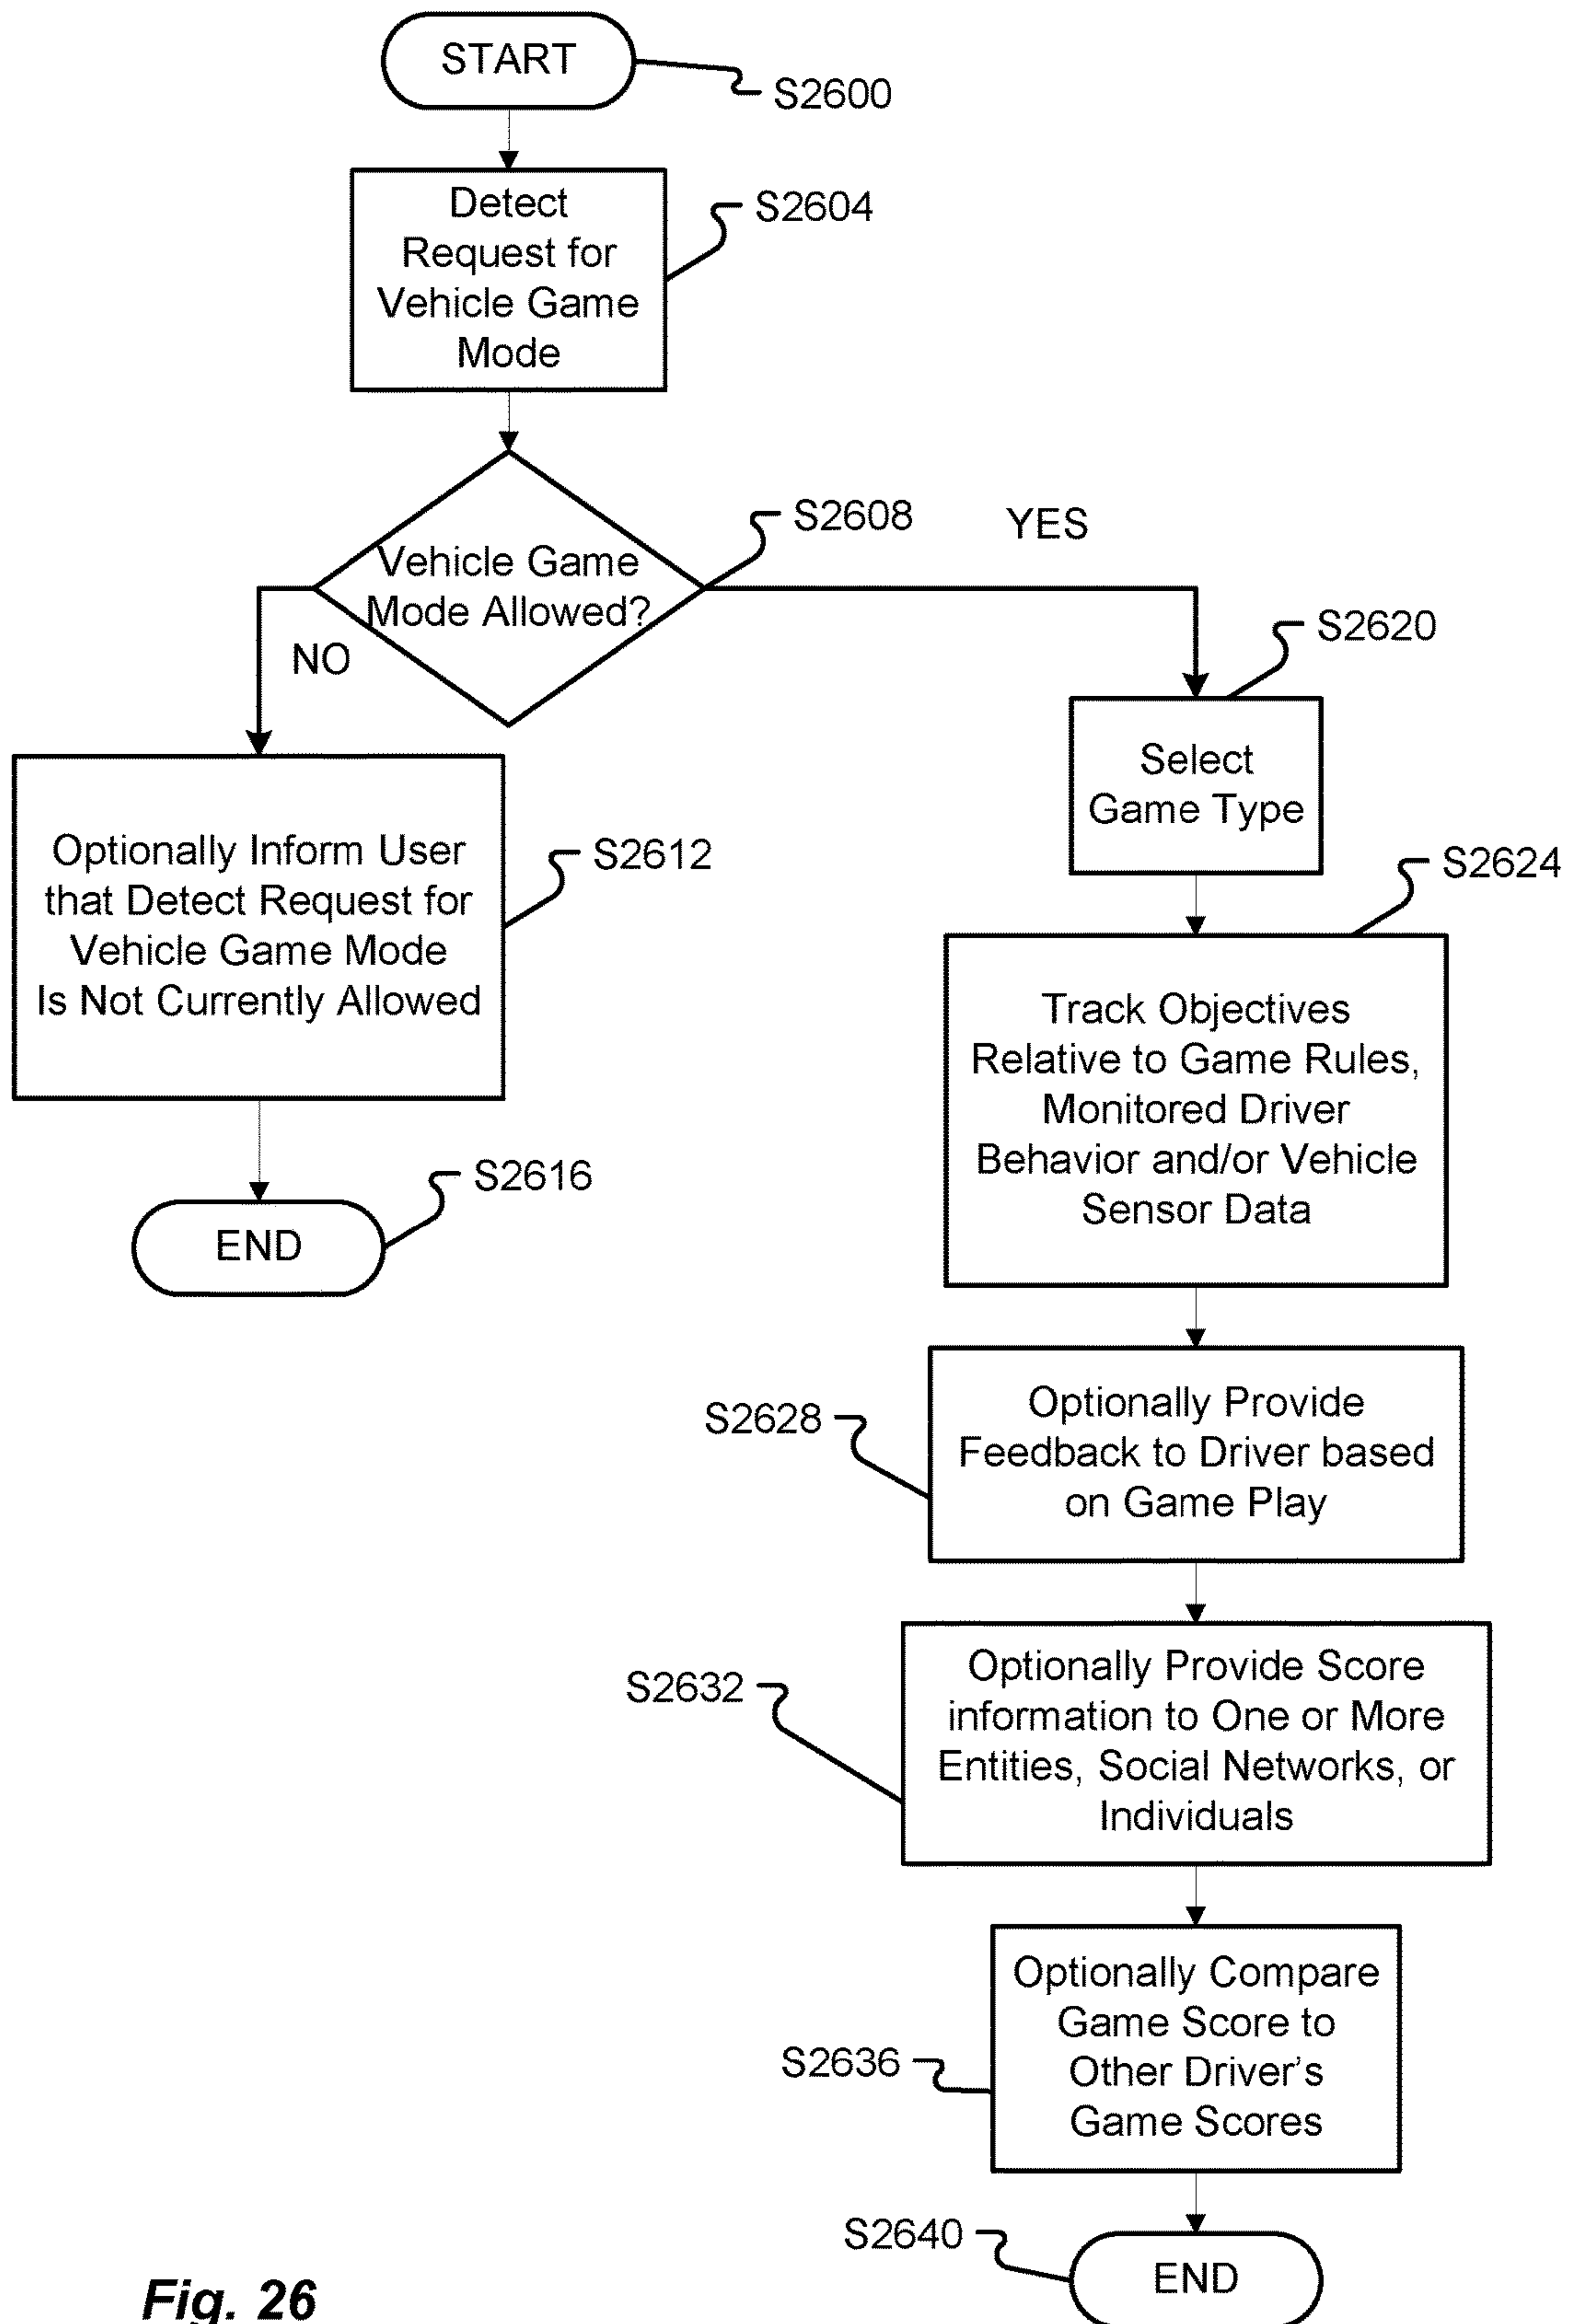 START
S2600
Detect
Request for
Vehicle Game
Mode
S2604
Vehicle Game
Mode Allowed?
S2608
YES
NO
Optionally Inform User
that Detect Request for
Vehicle Game Mode
Is Not Currently Allowed
S2612
END
S2616
S2620
Select
Game Type
S2624
Track Objectives
Relative to Game Rules,
Monitored Driver
Behavior and/or Vehicle
Sensor Data
S2628
Optionally Provide
Feedback to Driver based
on Game Play
S2632
Optionally Provide Score
information to One or More
Entities, Social Networks, or
Individuals
S2636
Optionally Compare
Game Score to
Other Driver's
Game Scores
S2640
END
Fig. 26